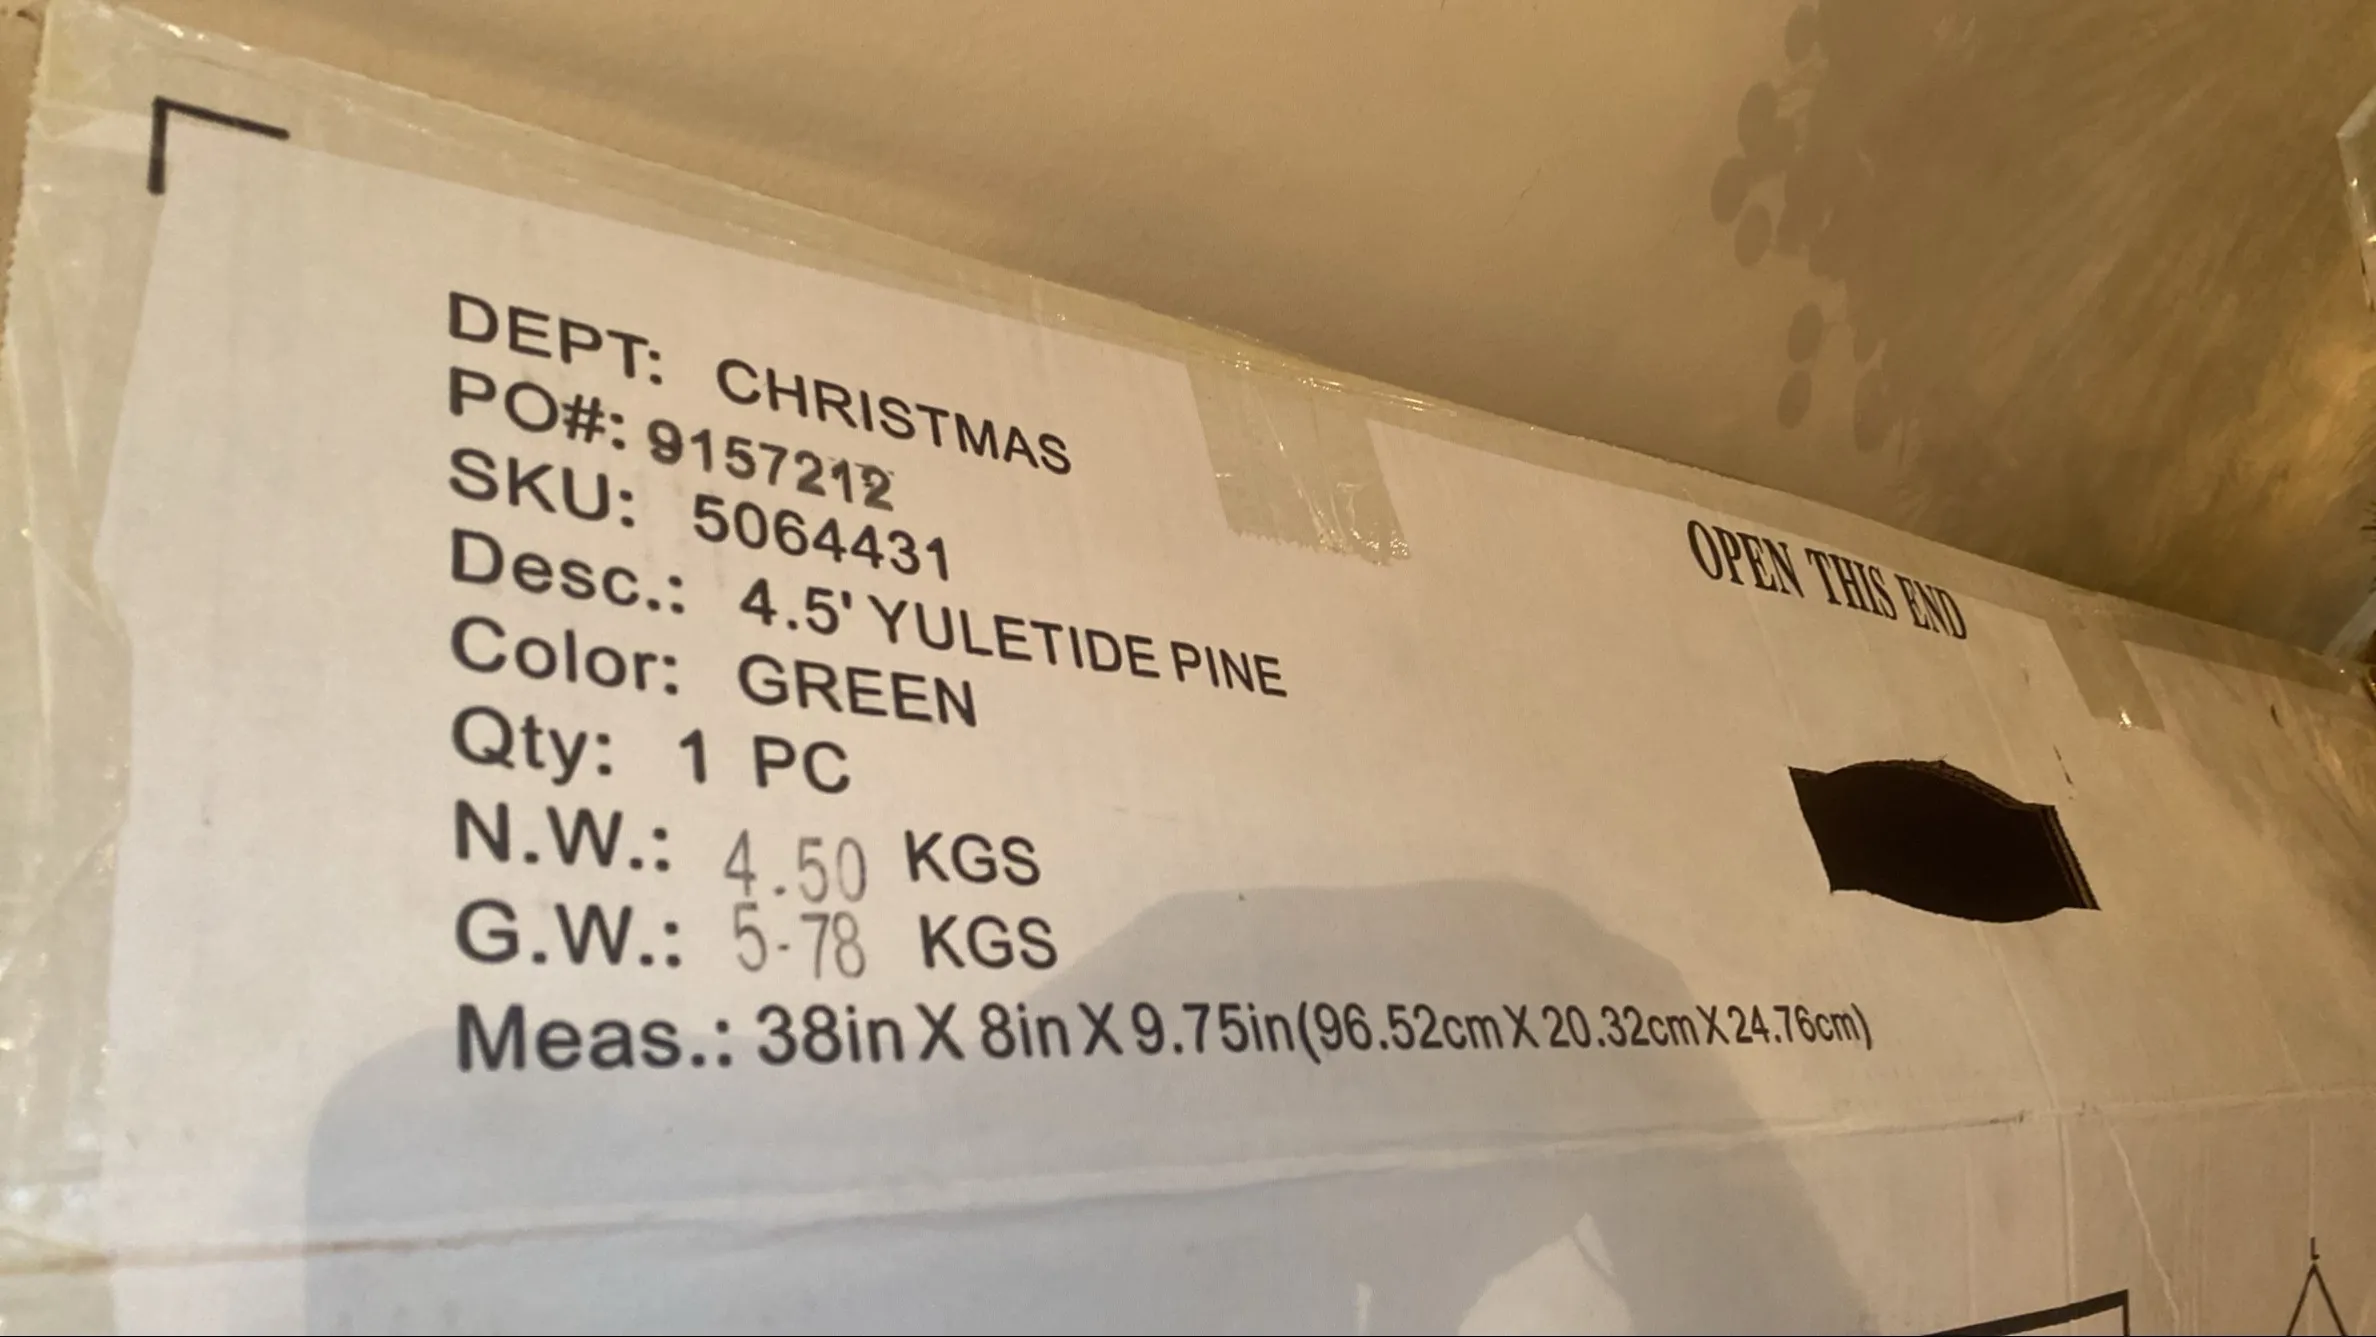 DEPT: CHRISTMAS
PO#: 9157212
SKU: 5064431
Desc.: 4.5' YULETIDE PINE
Color: GREEN
Qty: 1 PC
N.W.: 4.50 KGS
G.W.: 5-78 KGS
Meas.: 38in X 8in X 9.75in(96.52cm X 20.32cm X 24.76cm)
OPEN THIS END